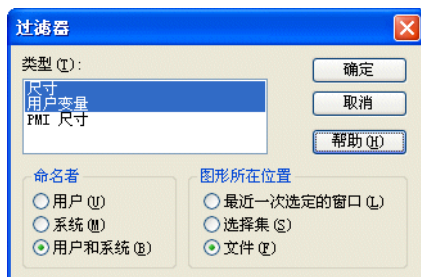 过滤器
类型(T):
尺寸
用户变量
PMI 尺寸
确定
取消
帮助(H)
命名者
用户(U)
系统(M)
用户和系统(B)
图形所在位置
最近一次选定的窗口(L)
选择集(S)
文件(F)